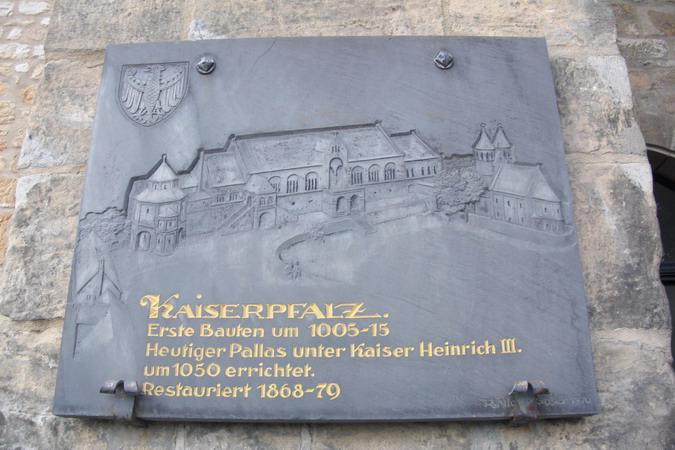 KAISERPFALZ.
Erste Bauten um 1005-15
Heutiger Pallas unter Kaiser Heinrich III.
um 1050 errichtet.
Restauriert 1868-79